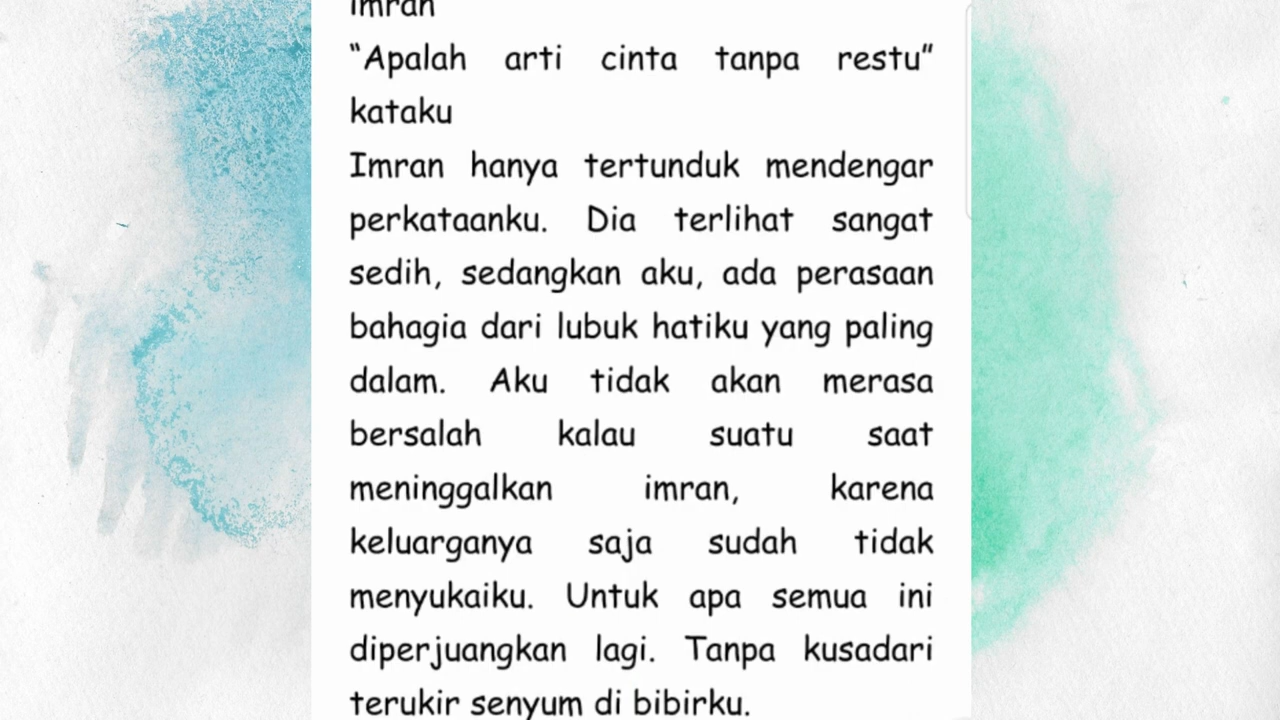 imran
“Apalah arti cinta tanpa restu”
kataku
Imran hanya tertunduk mendengar
perkataanku. Dia terlihat sangat
sedih, sedangkan aku, ada perasaan
bahagia dari lubuk hatiku yang paling
dalam. Aku tidak akan merasa
bersalah kalau suatu saat
meninggalkan imran, karena
keluarganya saja sudah tidak
menyukaiku. Untuk apa semua ini
diperjuangkan lagi. Tanpa kusadari
terukir senyum di bibirku.